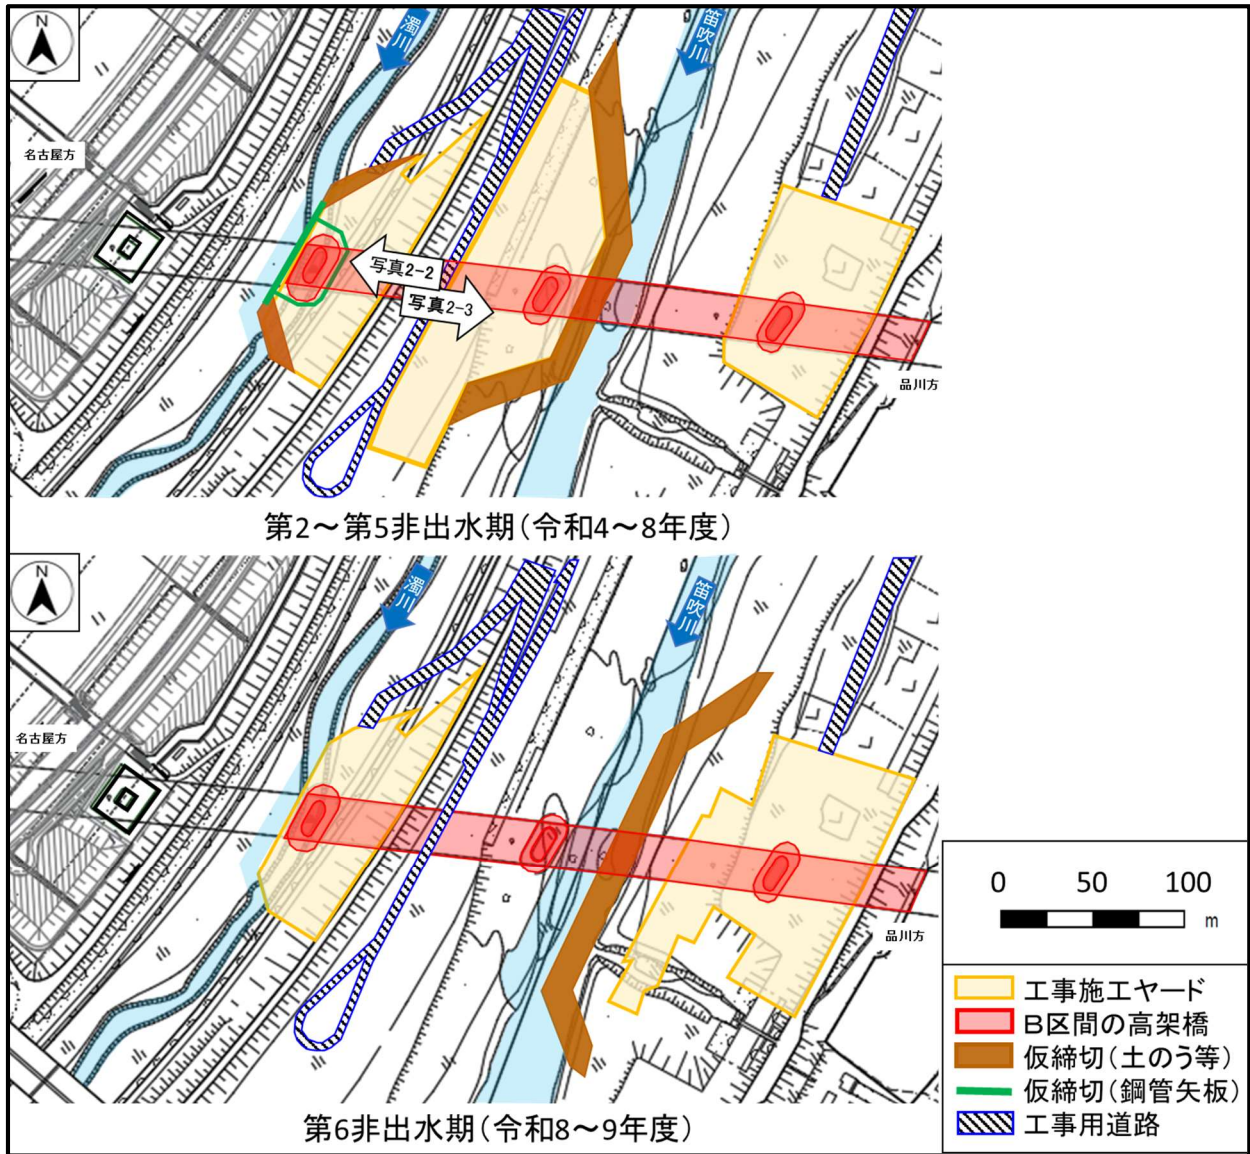 N
濁川
笛吹川
名古屋方
写真2-2
写真2-3
品川方
第2～第5非出水期(令和4～8年度)
N
濁川
笛吹川
名古屋方
品川方
第6非出水期(令和8～9年度)
0 50 100
m
工事施工ヤード
B区間の高架橋
仮締切(土のう等)
仮締切(鋼管矢板)
工事用道路